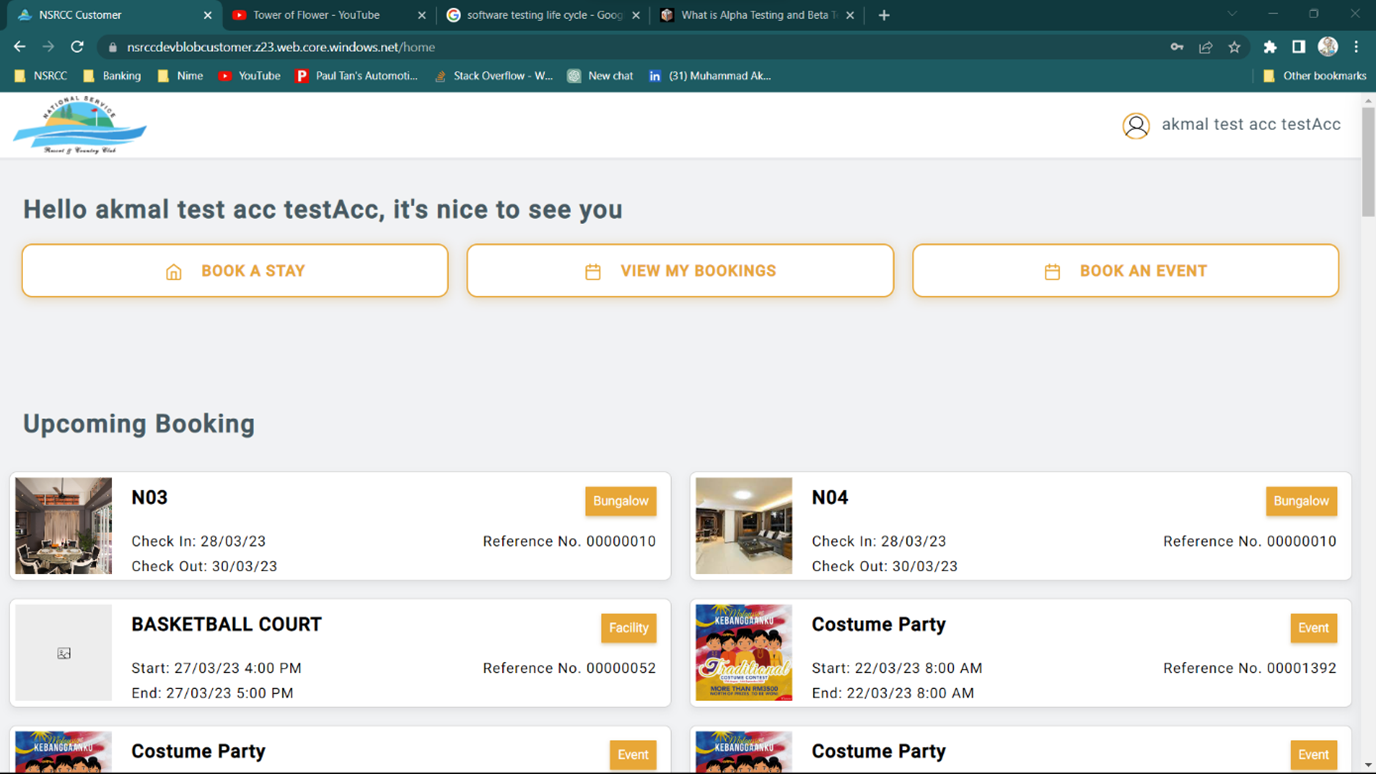 NSRCC Customer
Tower of Flower - YouTube
software testing life cycle - Goog
What is Alpha Testing and Beta T
nsrccdevblobcustomer.z23.web.core.windows.net/home
NSRCC
Banking
Nime
YouTube
Paul Tan's Automoti...
Stack Overflow - W...
New chat
(31) Muhammad Ak...
Other bookmarks
NATIONAL SERVICE
Resort & Country Club
akmal test acc testAcc
Hello akmal test acc testAcc, it's nice to see you
BOOK A STAY
VIEW MY BOOKINGS
BOOK AN EVENT
Upcoming Booking
N03
Bungalow
Check In: 28/03/23
Reference No. 00000010
Check Out: 30/03/23
N04
Bungalow
Check In: 28/03/23
Reference No. 00000010
Check Out: 30/03/23
BASKETBALL COURT
Facility
Start: 27/03/23 4:00 PM
Reference No. 00000052
End: 27/03/23 5:00 PM
KEBANGGAANKU
Traditional
COSTUME CONTEST
MORE THAN RM3500
Costume Party
Event
Start: 22/03/23 8:00 AM
Reference No. 00001392
End: 22/03/23 8:00 AM
KEBANGGAANKU
Costume Party
Event
KEBANGGAANKU
Costume Party
Event